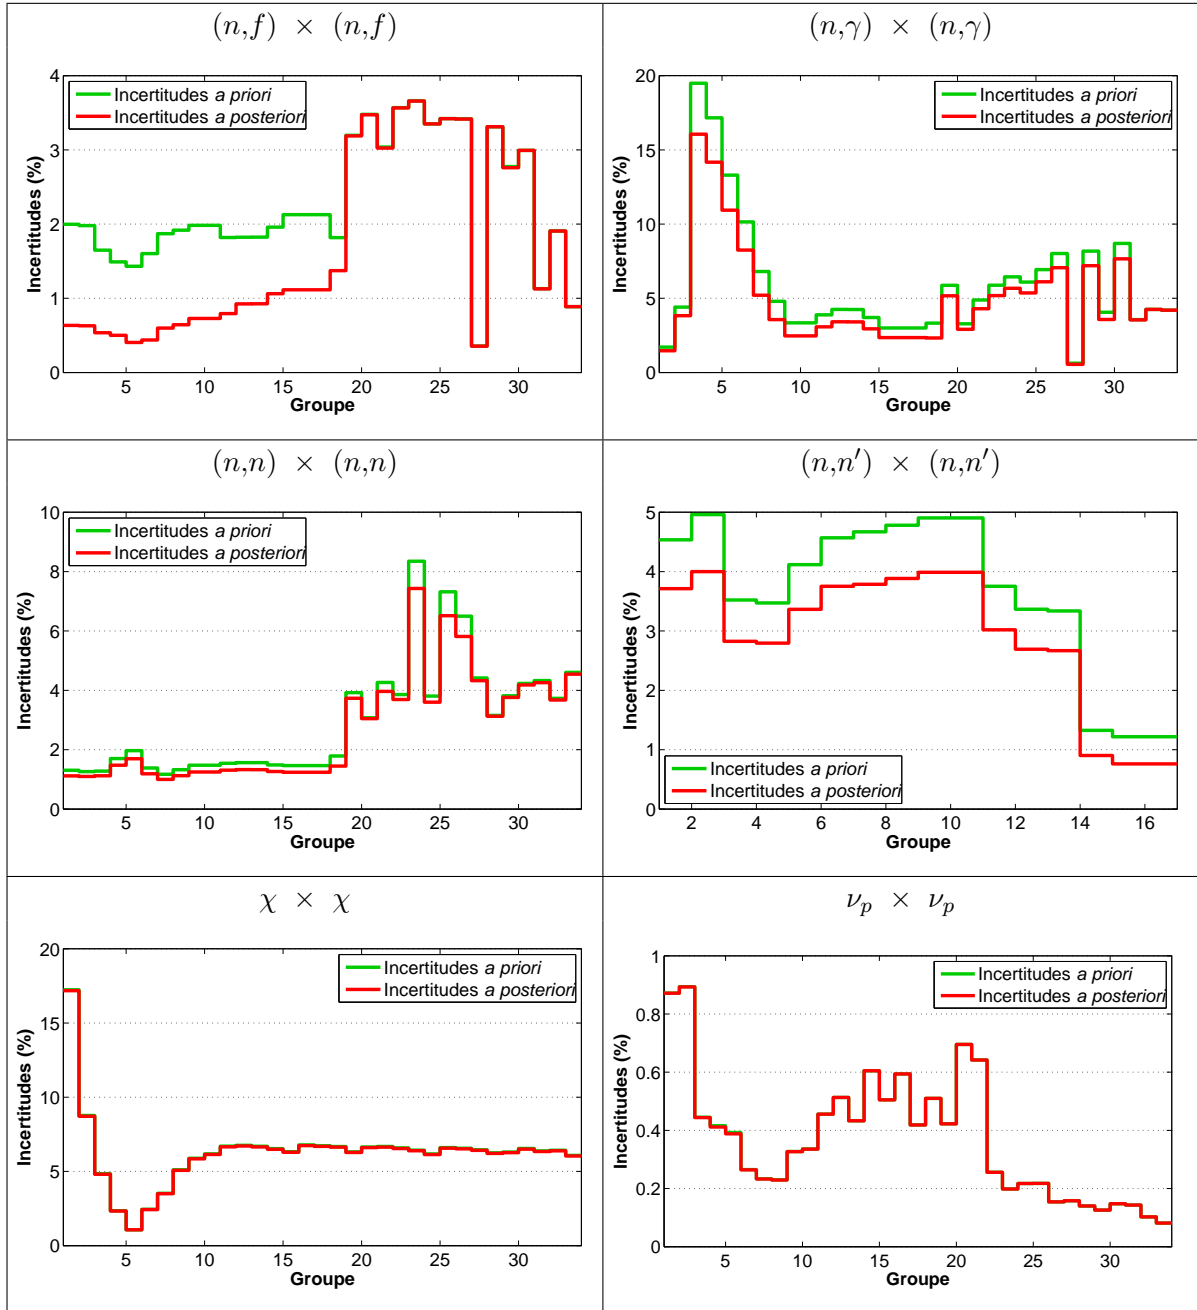 (n,f) × (n,f)
Incertitudes (%)
4
3
2
1
0
Incertitudes a priori
Incertitudes a posteriori
5 10 15 20 25 30
Groupe
(n,γ) × (n,γ)
Incertitudes (%)
20
15
10
5
0
Incertitudes a priori
Incertitudes a posteriori
5 10 15 20 25 30
Groupe
(n,n) × (n,n)
Incertitudes (%)
10
8
6
4
2
0
Incertitudes a priori
Incertitudes a posteriori
5 10 15 20 25 30
Groupe
(n,n′) × (n,n′)
Incertitudes (%)
5
4
3
2
1
0
Incertitudes a priori
Incertitudes a posteriori
2 4 6 8 10 12 14 16
Groupe
χ × χ
Incertitudes (%)
20
15
10
5
0
Incertitudes a priori
Incertitudes a posteriori
5 10 15 20 25 30
Groupe
νp × νp
Incertitudes (%)
1
0.8
0.6
0.4
0.2
0
Incertitudes a priori
Incertitudes a posteriori
5 10 15 20 25 30
Groupe